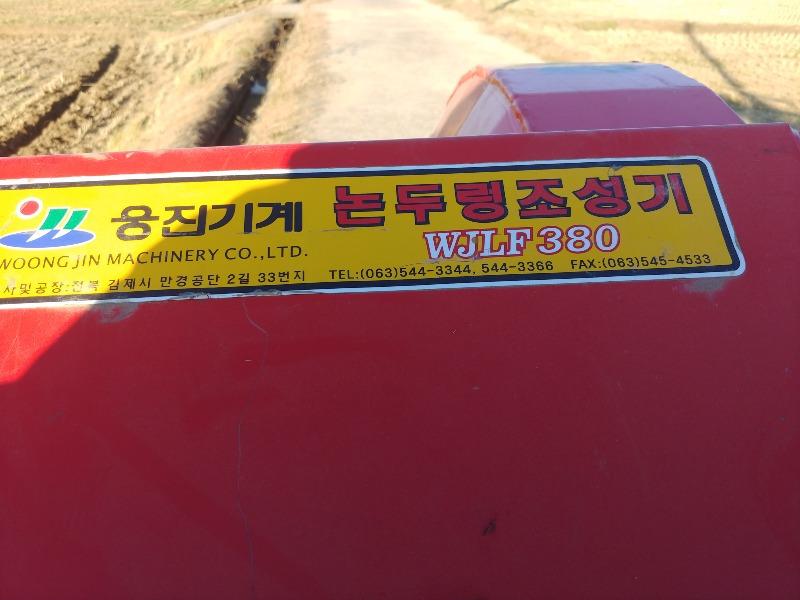 웅진기계 논두렁조성기
WJLF 380
WOONGJIN MACHINERY CO.,LTD.
사및공장:전북 김제시 만경공단 2길 33번지 TEL:(063)544-3344, 544-3366 FAX:(063)545-4533